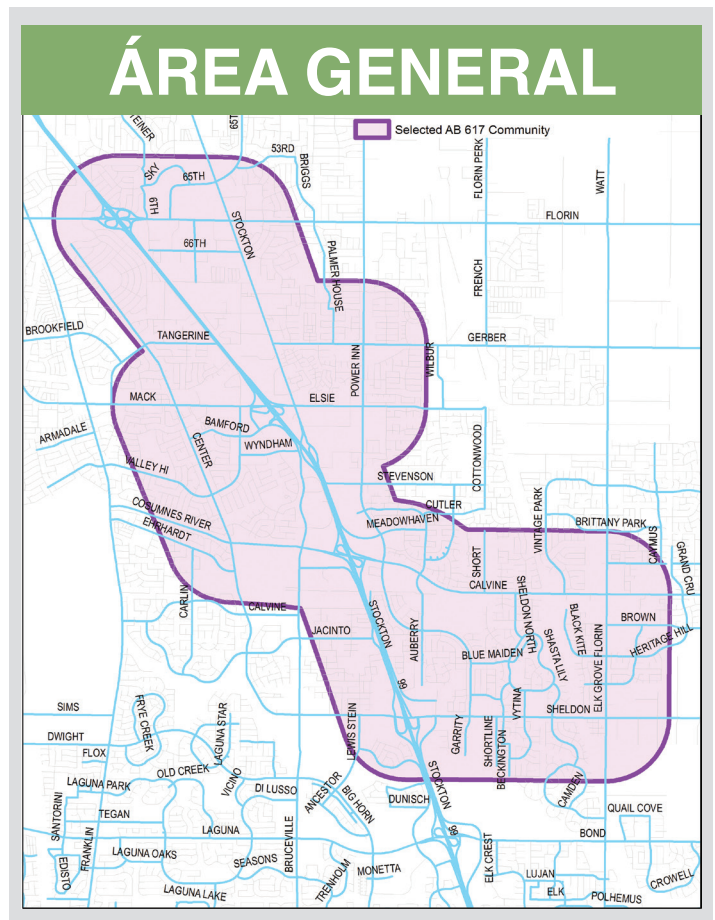 ÁREA GENERAL
Selected AB 617 Community
65T
53RD
BRIGGS
FLORIN PERK
WATT
SKY
65TH
6TH
STOCKTON
FLORIN
66TH
PALMER HOUSE
FRENCH
BROOKFIELD
TANGERINE
GERBER
POWER INN
WILBUR
MACK
ELSIE
ARMADALE
BAMFORD
CENTER
WYNDHAM
COTTONWOOD
VALLEY HI
STEVENSON
CUTLER
VINTAGE PARK
COSUMNES RIVER
EHRHARDT
MEADOWHAVEN
BRITTANY PARK
CAYMUS
GRAND CRU
SHORT
CALVINE
CARLIN
CALVINE
STOCKTON
AUBERRY
SHELDON NORTH
SHASTA LILY
BLACK KITE
BROWN
HERITAGE HILL
JACINTO
BLUE MAIDEN
ELK GROVE FLORIN
99
SIMS
FRYE CREEK
LAGUNA STAR
LEWIS STEIN
GARRITY
SHORTLINE
BECKINGTON
VYTINA
SHELDON
DWIGHT
FLOX
OLD CREEK
VICINO
LAGUNA PARK
DI LUSSO
ANCESTOR
BIG HORN
DUNISCH
STOCKTON
CAMDEN
QUAIL COVE
SANTORINI
TEGAN
LAGUNA
BRUCEVILLE
99
BOND
FRANKLIN
LAGUNA OAKS
SEASONS
TRENHOLM
MONETTA
ELK CREST
LUJAN
CROWELL
EDISTO
LAGUNA LAKE
ELK
POLHEMUS